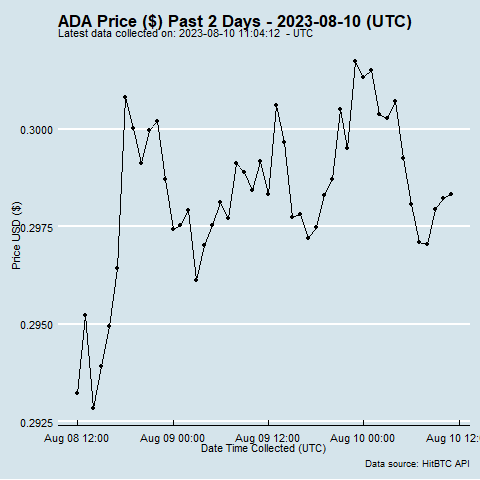 ADA Price ($) Past 2 Days - 2023-08-10 (UTC)
Latest data collected on: 2023-08-10 11:04:12 - UTC
0.3000
0.2975
0.2950
0.2925
Price USD ($)
Aug 08 12:00 Aug 09 00:00 Aug 09 12:00 Aug 10 00:00 Aug 10 12:0
Date Time Collected (UTC)
Data source: HitBTC API